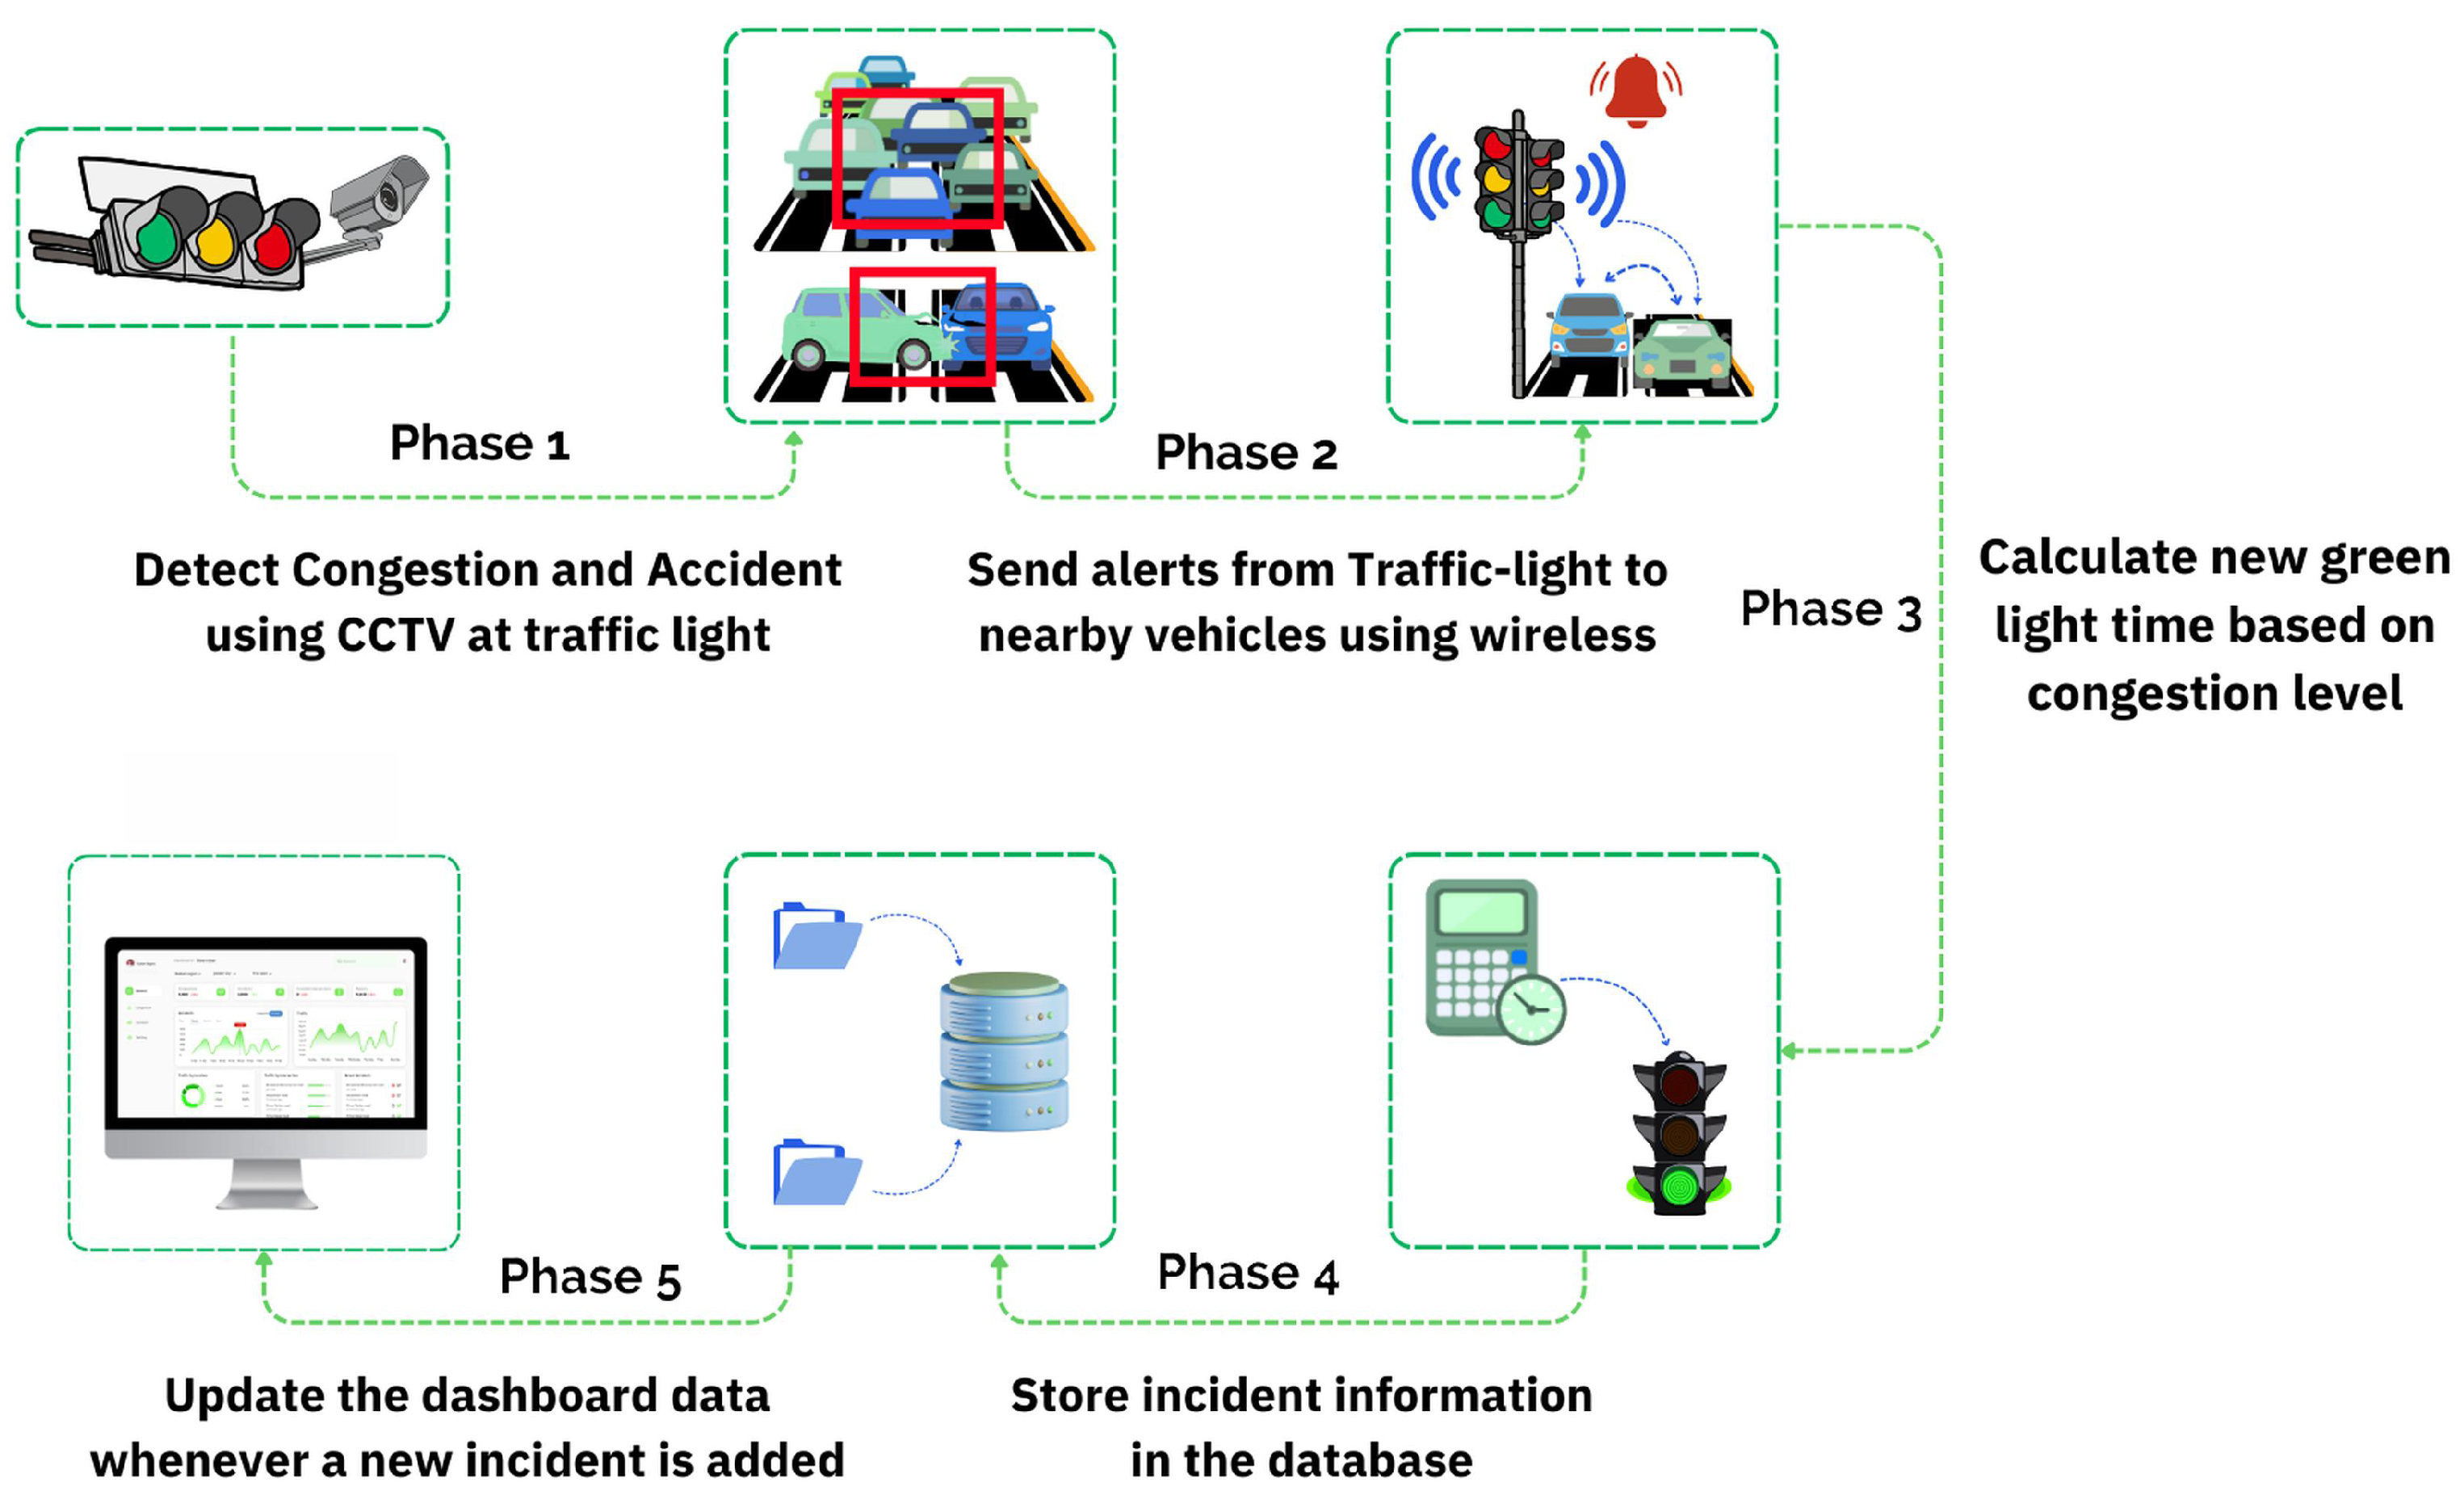 Phase 1
Detect Congestion and Accident
using CCTV at traffic light
Phase 2
Send alerts from Traffic-light to
nearby vehicles using wireless
Phase 3
Calculate new green
light time based on
congestion level
Phase 4
Store incident information
in the database
Phase 5
Update the dashboard data
whenever a new incident is added